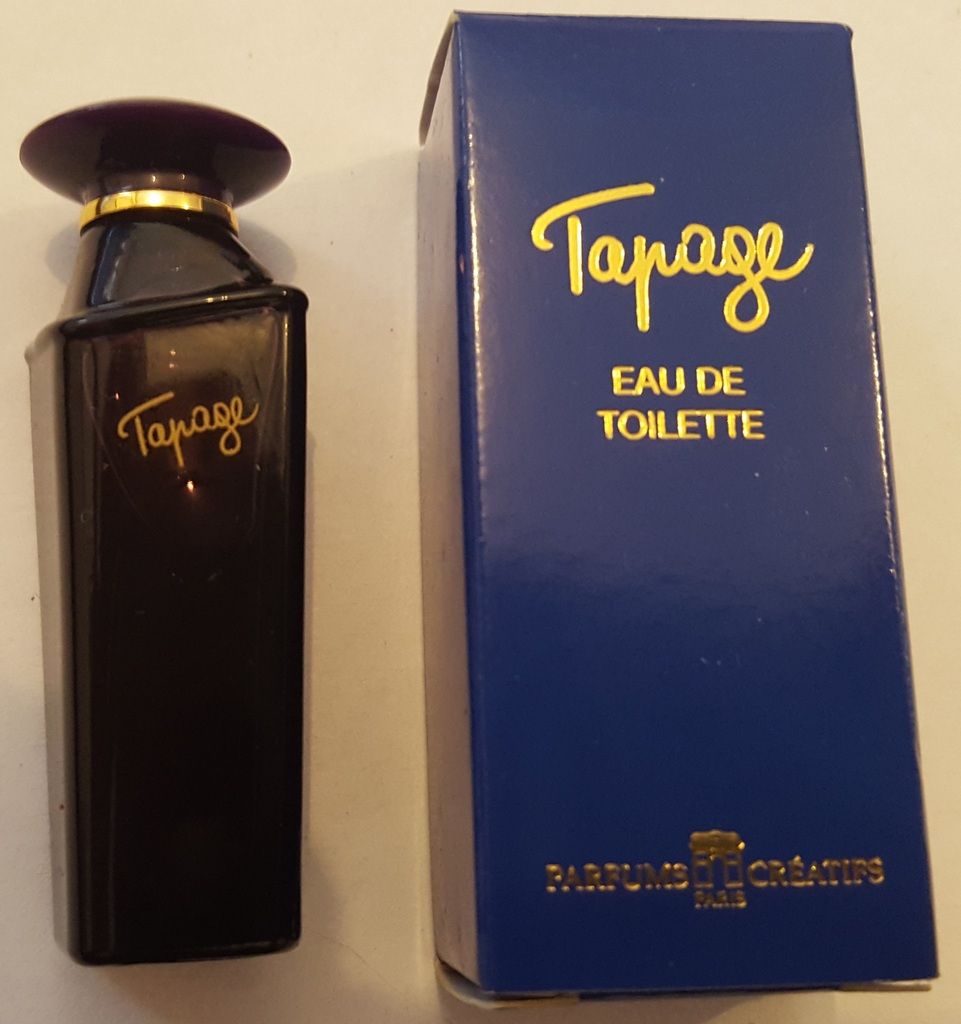 Tapage
Tapage
EAU DE
TOILETTE
PARFUMS CRÉATIFS
PARIS